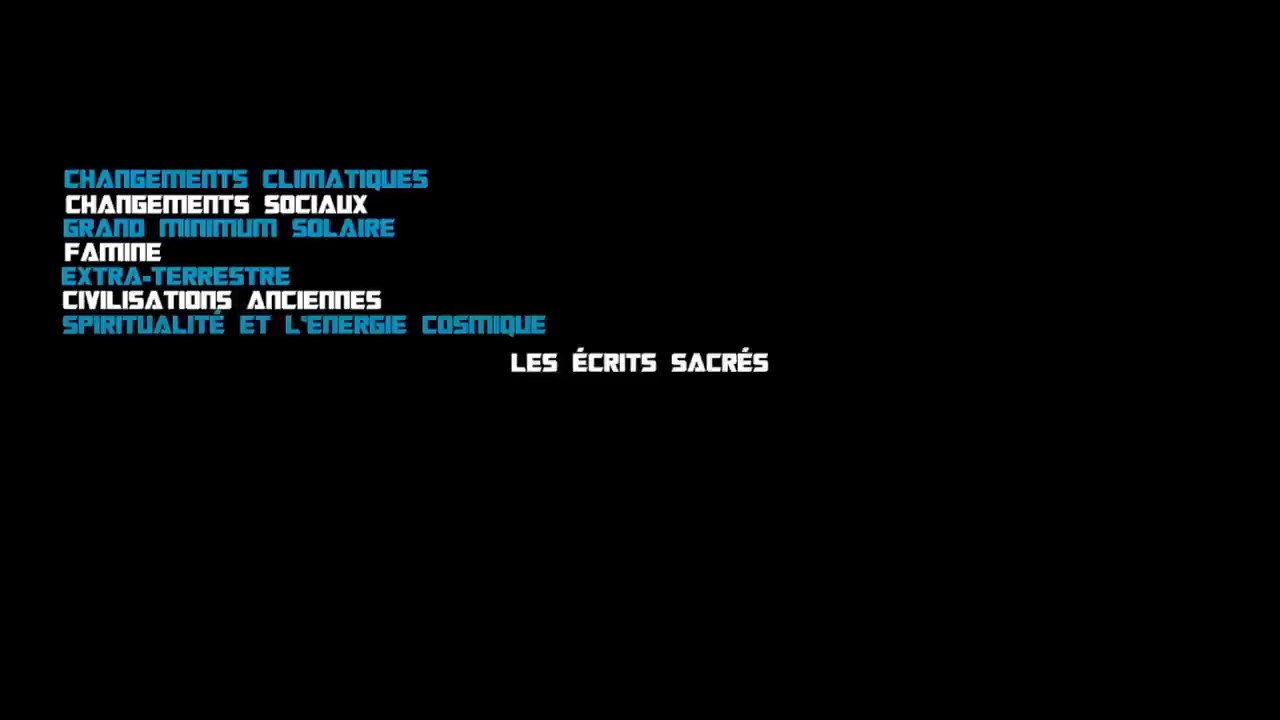 CHANGEMENTS CLIMATIQUES
CHANGEMENTS SOCIAUX
GRAND MINIMUM SOLAIRE
FAMINE
EXTRA-TERRESTRE
CIVILISATIONS ANCIENNES
SPIRITUALITÉ ET L'ENERGIE COSMIQUE
LES ÉCRITS SACRÉS